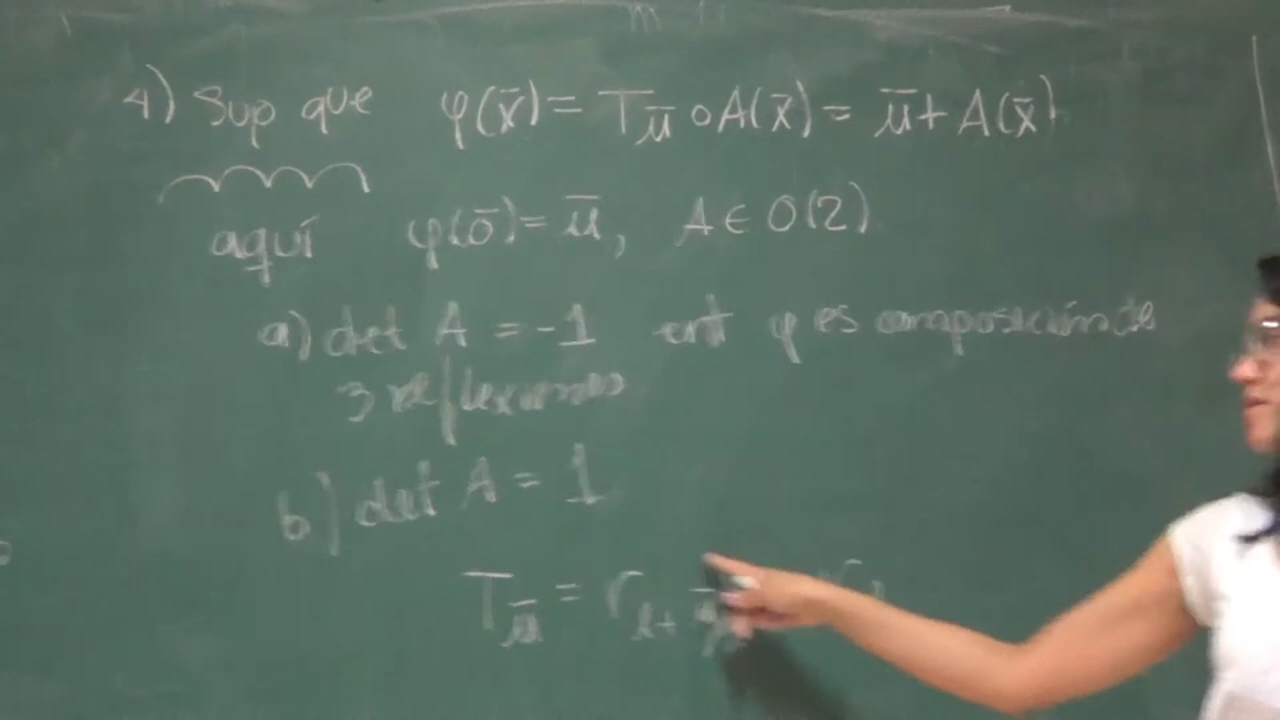 4) Sup que φ(x̄) = T_ū ∘ A(x̄) = ū + A(x̄)
aquí φ(ō) = ū, A ∈ O(2)
a) det A = -1 ent φ es composición de
3 reflexiones
b) det A = 1
T_ū = r